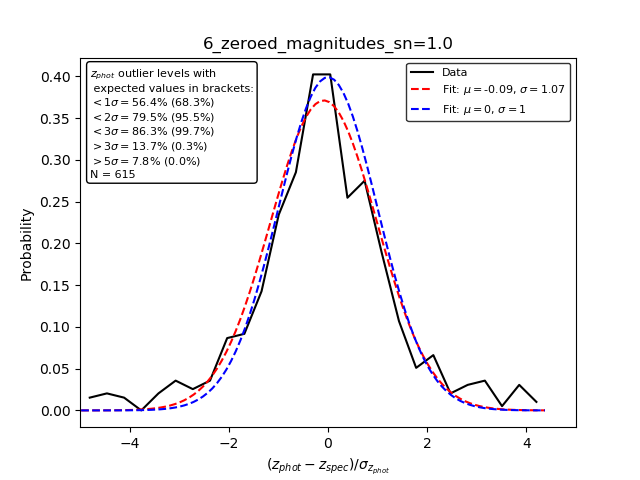 6_zeroed_magnitudes_sn=1.0
z_phot outlier levels with
expected values in brackets:
<1σ=56.4% (68.3%)
<2σ=79.5% (95.5%)
<3σ=86.3% (99.7%)
>3σ=13.7% (0.3%)
>5σ=7.8% (0.0%)
N = 615
Data
Fit: μ=-0.09, σ=1.07
Fit: μ=0, σ=1
Probability
0.40
0.35
0.30
0.25
0.20
0.15
0.10
0.05
0.00
−4 −2 0 2 4
(z_phot − z_spec)/σ_z_phot